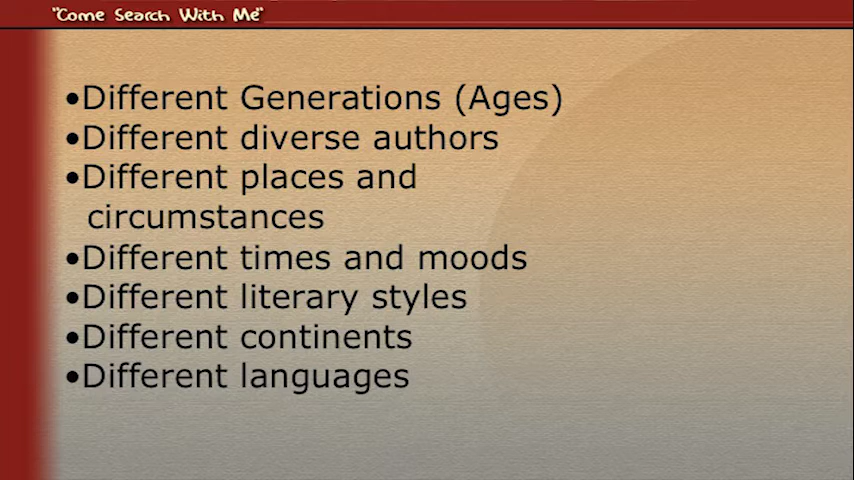 "Come Search With Me"
•Different Generations (Ages)
•Different diverse authors
•Different places and
circumstances
•Different times and moods
•Different literary styles
•Different continents
•Different languages